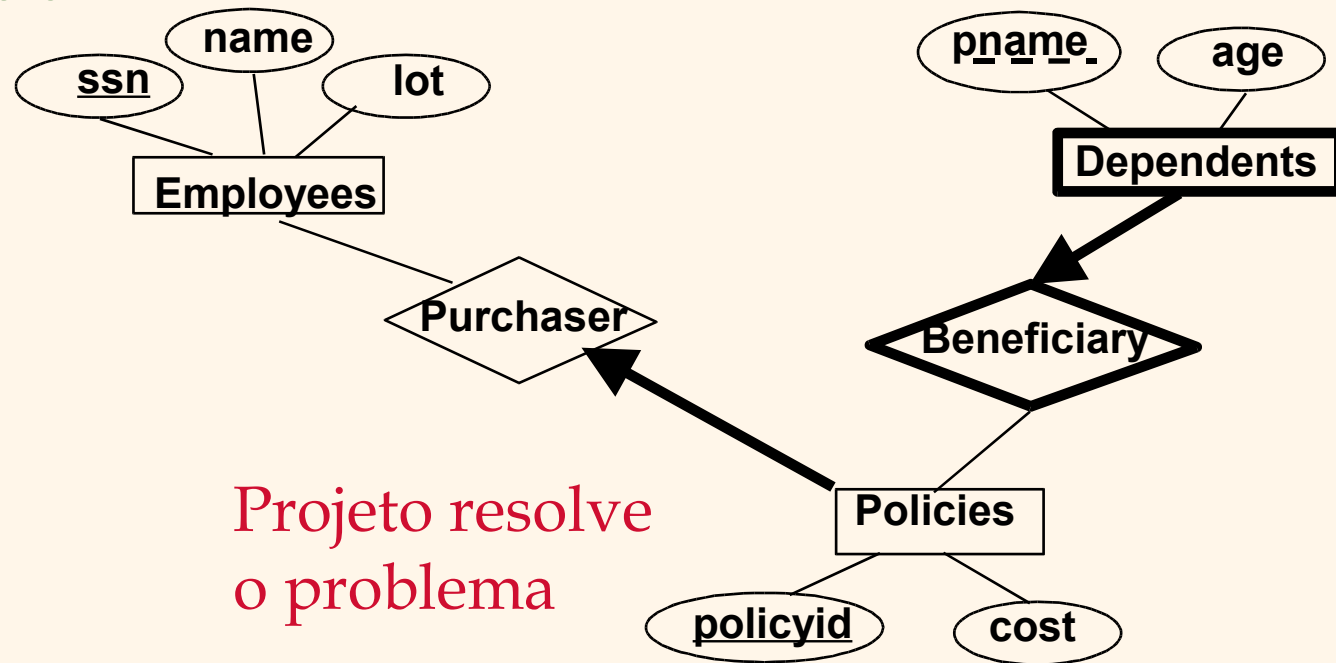 name
ssn
lot
Employees
pname
age
Dependents
Purchaser
Beneficiary
Projeto resolve
o problema
Policies
policyid
cost